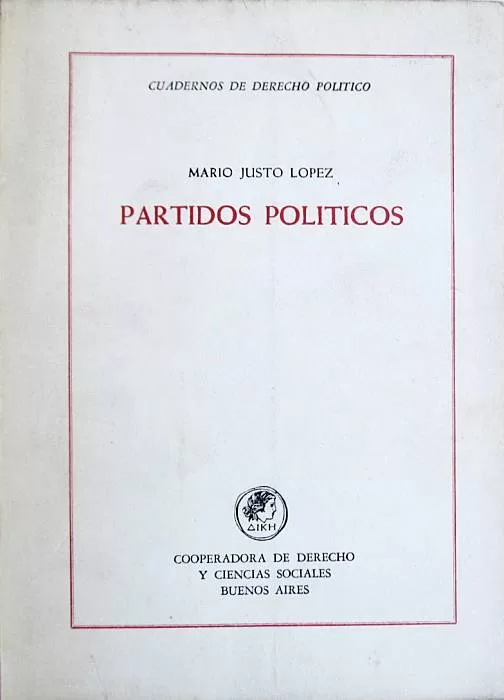 CUADERNOS DE DERECHO POLITICO
MARIO JUSTO LOPEZ
PARTIDOS POLITICOS
ΔΙΚΗ
COOPERADORA DE DERECHO
Y CIENCIAS SOCIALES
BUENOS AIRES